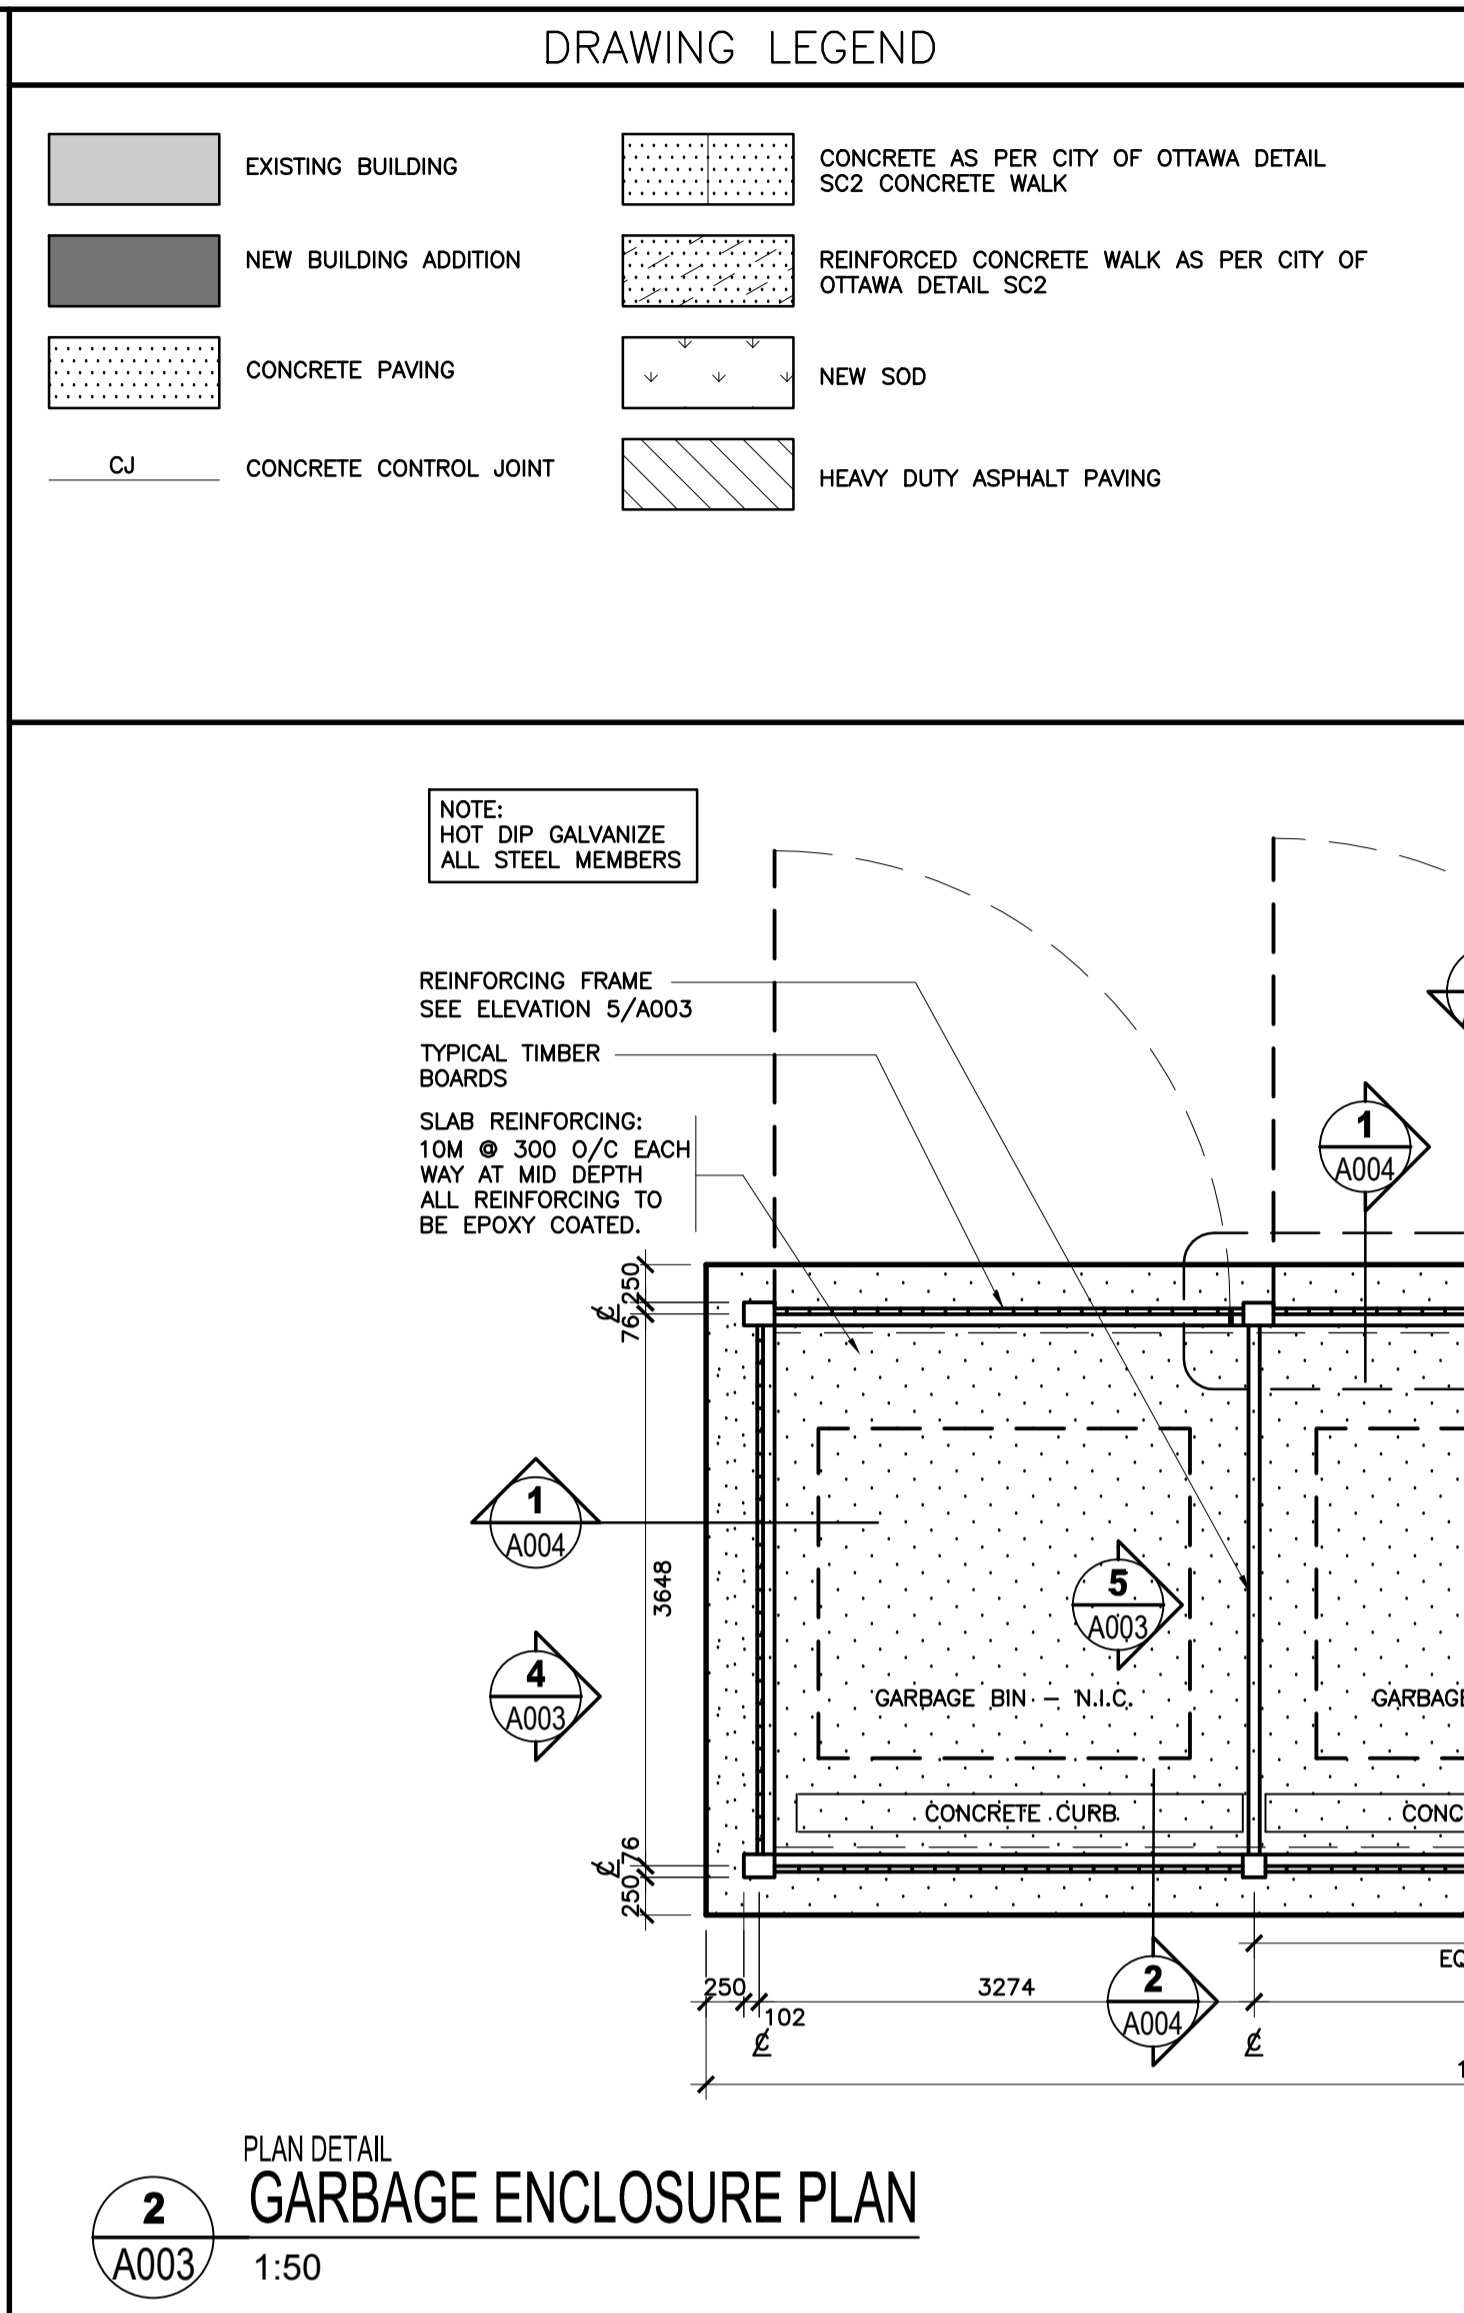 DRAWING LEGEND
EXISTING BUILDING
NEW BUILDING ADDITION
CONCRETE PAVING
CJ
CONCRETE CONTROL JOINT
CONCRETE AS PER CITY OF OTTAWA DETAIL
SC2 CONCRETE WALK
REINFORCED CONCRETE WALK AS PER CITY OF
OTTAWA DETAIL SC2
NEW SOD
HEAVY DUTY ASPHALT PAVING
NOTE:
HOT DIP GALVANIZE
ALL STEEL MEMBERS
REINFORCING FRAME
SEE ELEVATION 5/A003
TYPICAL TIMBER
BOARDS
SLAB REINFORCING:
10M @ 300 O/C EACH
WAY AT MID DEPTH
ALL REINFORCING TO
BE EPOXY COATED.
1
A004
250
℄
76
1
A004
3648
5
A003
4
A003
GARBAGE BIN – N.I.C.
GARBAGE
CONCRETE CURB
CONC
76
℄
250
EQ
250
102
℄
3274
2
A004
℄
1
PLAN DETAIL
2
A003
GARBAGE ENCLOSURE PLAN
1:50